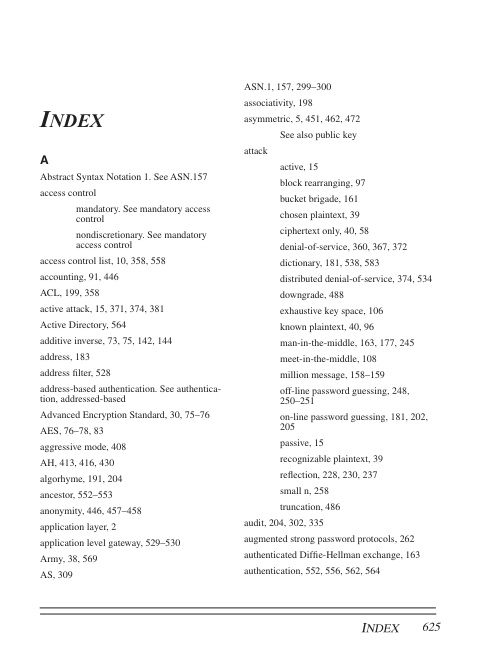 INDEX
A
Abstract Syntax Notation 1. See ASN.157
access control
mandatory. See mandatory access
control
nondiscretionary. See mandatory
access control
access control list, 10, 358, 558
accounting, 91, 446
ACL, 199, 358
active attack, 15, 371, 374, 381
Active Directory, 564
additive inverse, 73, 75, 142, 144
address, 183
address filter, 528
address-based authentication. See authentica-
tion, addressed-based
Advanced Encryption Standard, 30, 75–76
AES, 76–78, 83
aggressive mode, 408
AH, 413, 416, 430
algorhyme, 191, 204
ancestor, 552–553
anonymity, 446, 457–458
application layer, 2
application level gateway, 529–530
Army, 38, 569
AS, 309
ASN.1, 157, 299–300
associativity, 198
asymmetric, 5, 451, 462, 472
See also public key
attack
active, 15
block rearranging, 97
bucket brigade, 161
chosen plaintext, 39
ciphertext only, 40, 58
denial-of-service, 360, 367, 372
dictionary, 181, 538, 583
distributed denial-of-service, 374, 534
downgrade, 488
exhaustive key space, 106
known plaintext, 40, 96
man-in-the-middle, 163, 177, 245
meet-in-the-middle, 108
million message, 158–159
off-line password guessing, 248,
250–251
on-line password guessing, 181, 202,
205
passive, 15
recognizable plaintext, 39
reflection, 228, 230, 237
small n, 258
truncation, 486
audit, 204, 302, 335
augmented strong password protocols, 262
authenticated Diffie-Hellman exchange, 163
authentication, 552, 556, 562, 564
INDEX 625